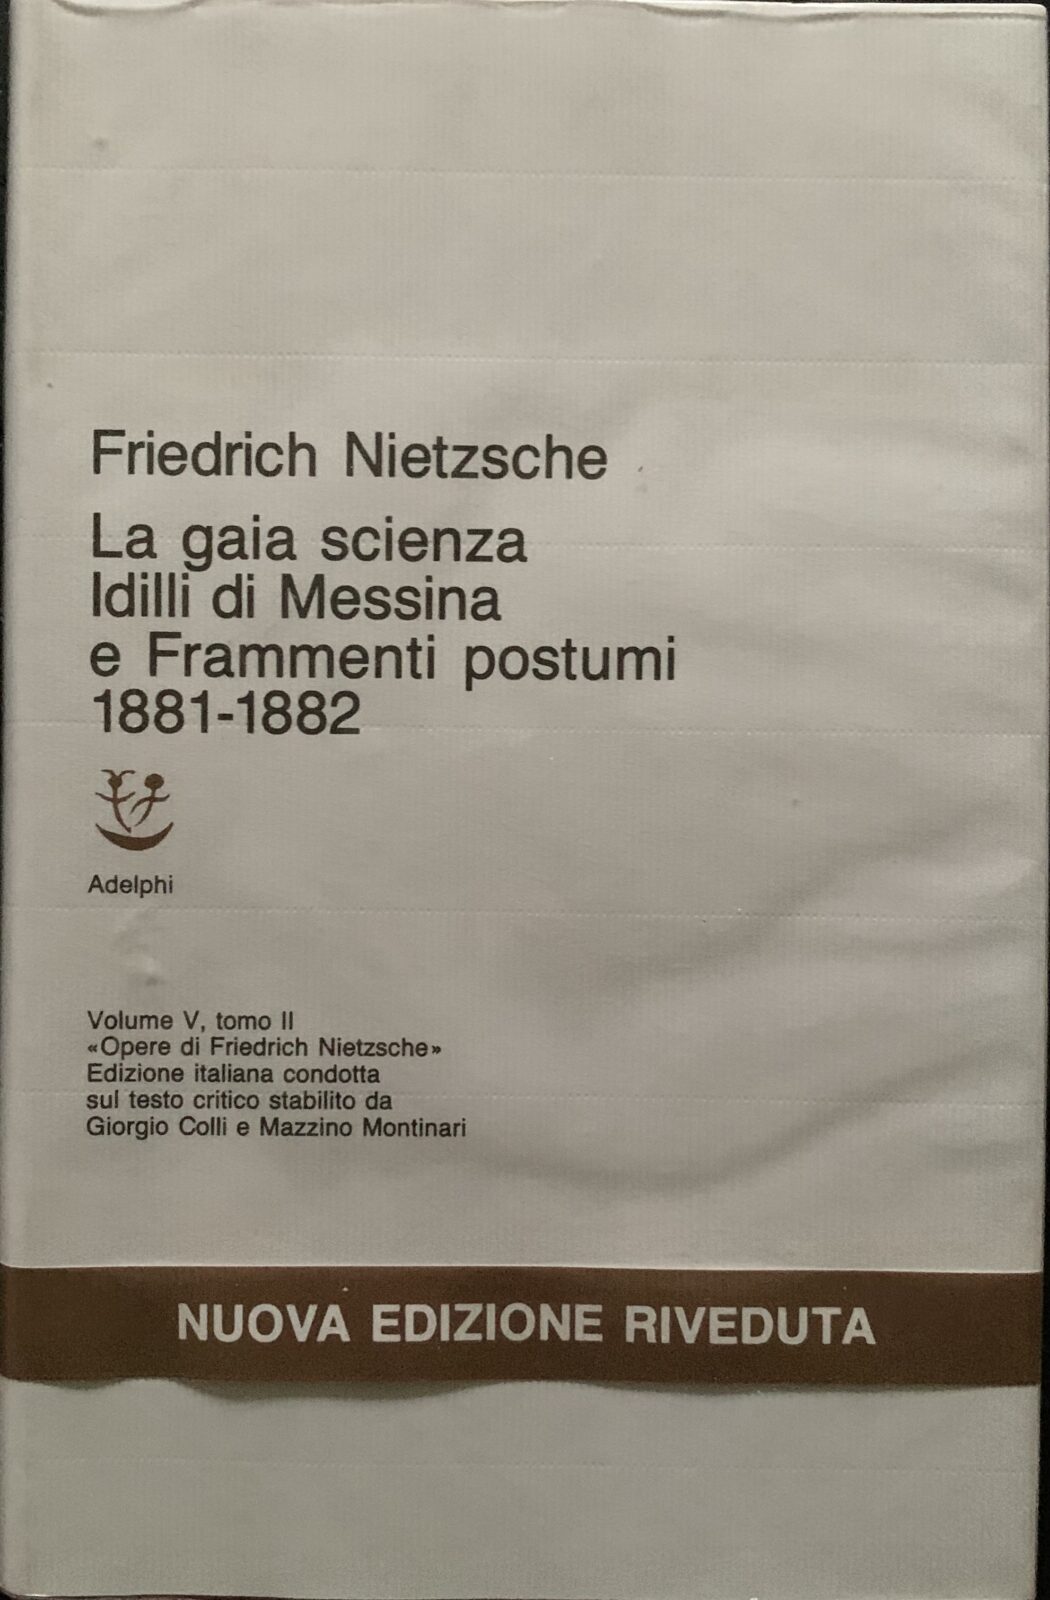 Friedrich Nietzsche
La gaia scienza
Idilli di Messina
e Frammenti postumi
1881-1882
Adelphi
Volume V, tomo II
«Opere di Friedrich Nietzsche»
Edizione italiana condotta
sul testo critico stabilito da
Giorgio Colli e Mazzino Montinari
NUOVA EDIZIONE RIVEDUTA